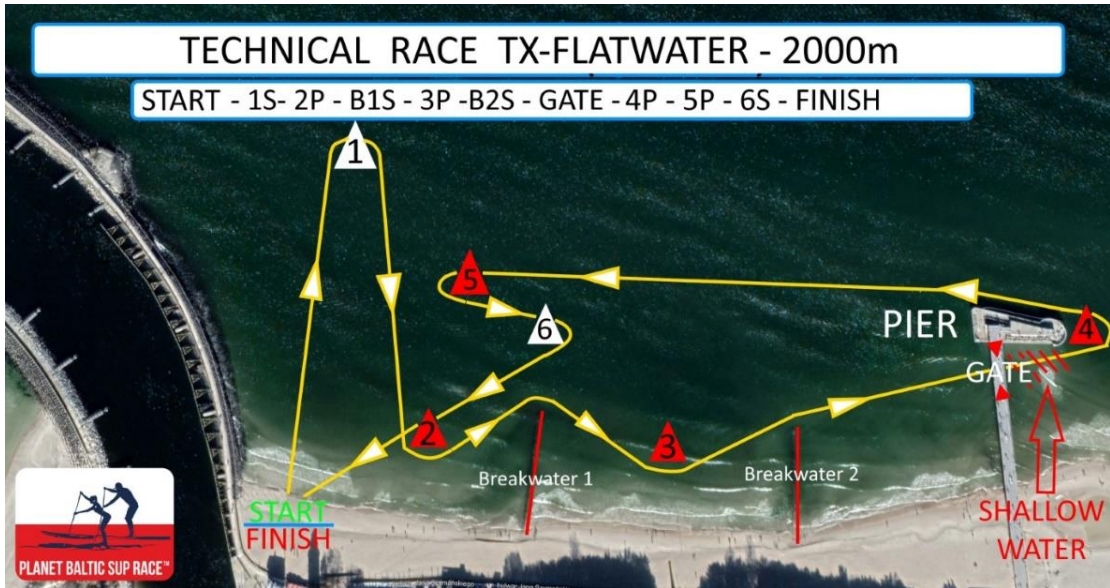 TECHNICAL RACE TX-FLATWATER - 2000m
START - 1S- 2P - B1S - 3P -B2S - GATE - 4P - 5P - 6S - FINISH
1
5
6
PIER
4
GATE
2
3
Breakwater 1
Breakwater 2
START
FINISH
SHALLOW
WATER
PLANET BALTIC SUP RACE™